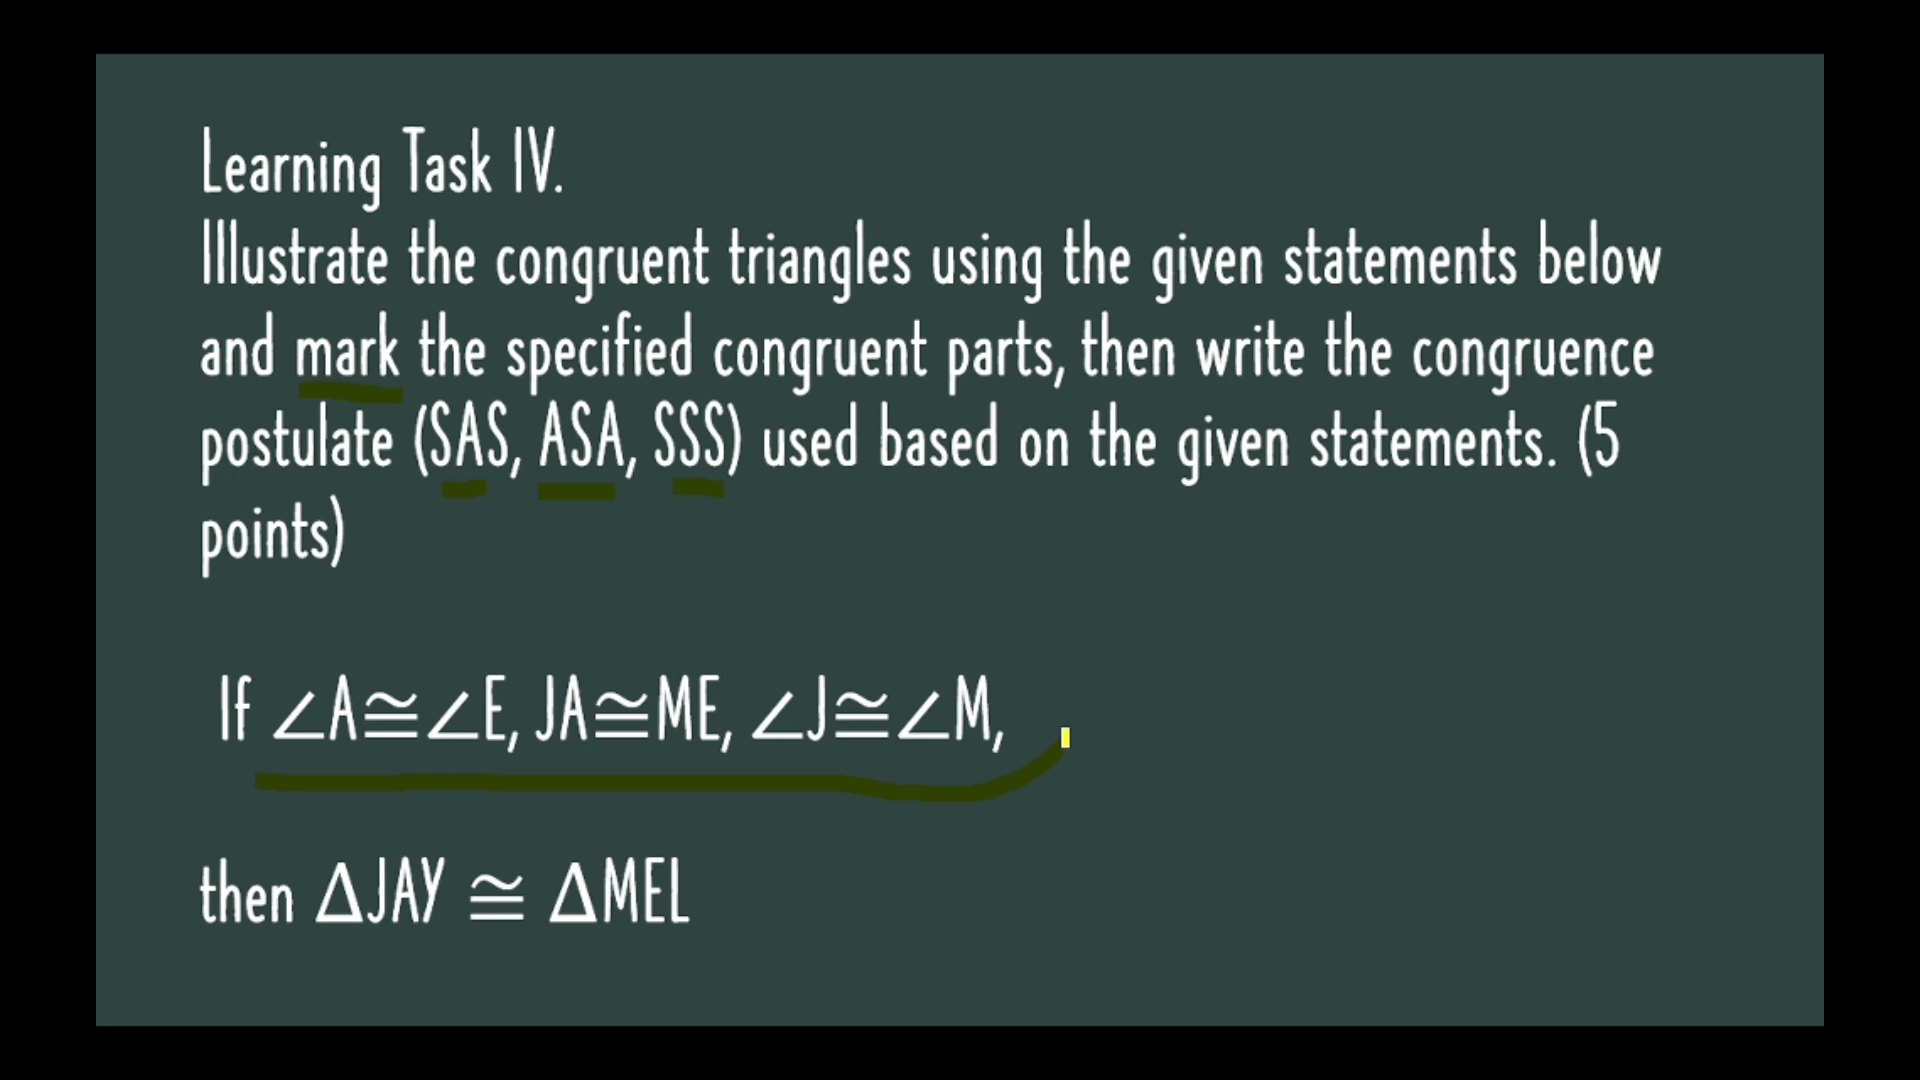 Learning Task IV.
Illustrate the congruent triangles using the given statements below
and mark the specified congruent parts, then write the congruence
postulate (SAS, ASA, SSS) used based on the given statements. (5
points)
If ∠A≅∠E, JA≅ME, ∠J≅∠M,
then ΔJAY ≅ ΔMEL